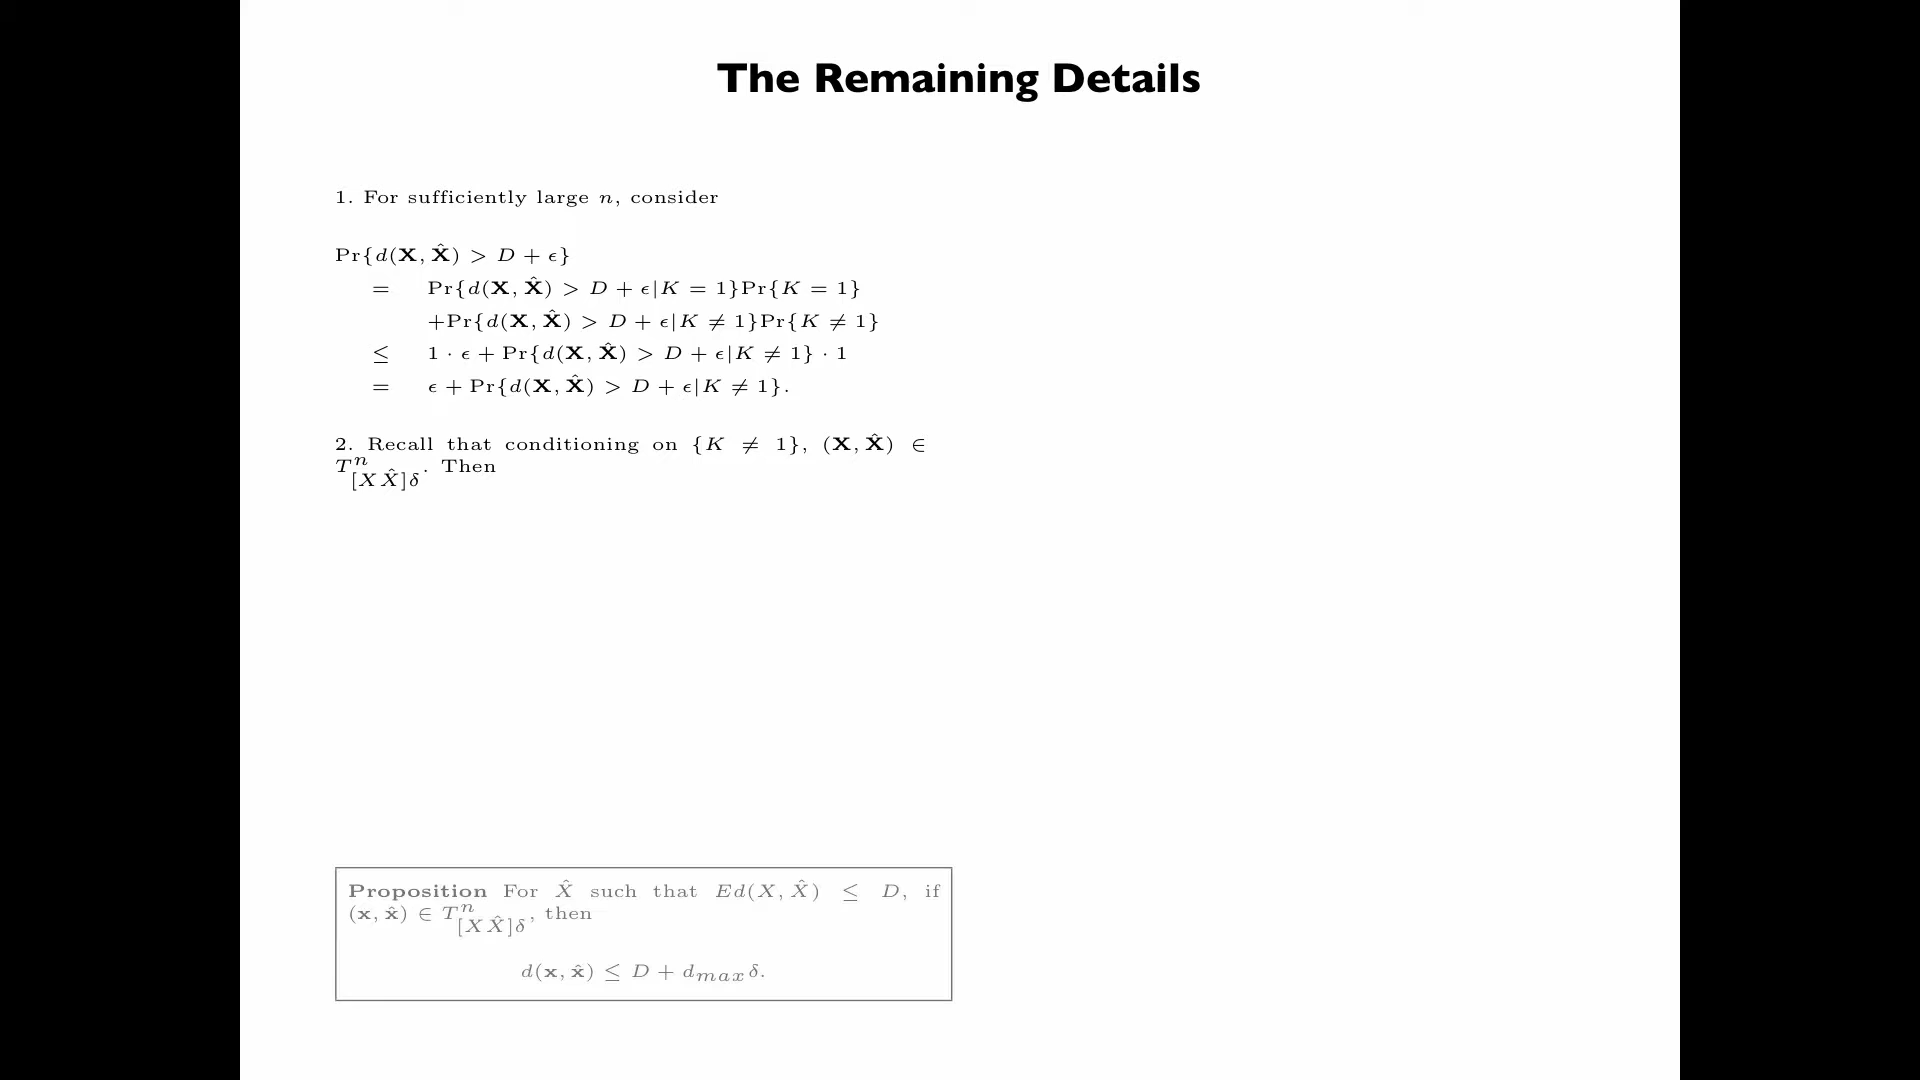 The Remaining Details
1. For sufficiently large n, consider
Pr{d(𝐗, 𝐗̂) > D + ϵ}
= Pr{d(𝐗, 𝐗̂) > D + ϵ|K = 1}Pr{K = 1}
+Pr{d(𝐗, 𝐗̂) > D + ϵ|K ≠ 1}Pr{K ≠ 1}
≤ 1 · ϵ + Pr{d(𝐗, 𝐗̂) > D + ϵ|K ≠ 1} · 1
= ϵ + Pr{d(𝐗, 𝐗̂) > D + ϵ|K ≠ 1}.
2. Recall that conditioning on {K ≠ 1}, (𝐗, 𝐗̂) ∈
T^n_{[XX̂]δ}. Then
Proposition For X̂ such that Ed(X, X̂) ≤ D, if
(𝐱, 𝐱̂) ∈ T^n_{[XX̂]δ}, then
d(𝐱, 𝐱̂) ≤ D + d_{max}δ.